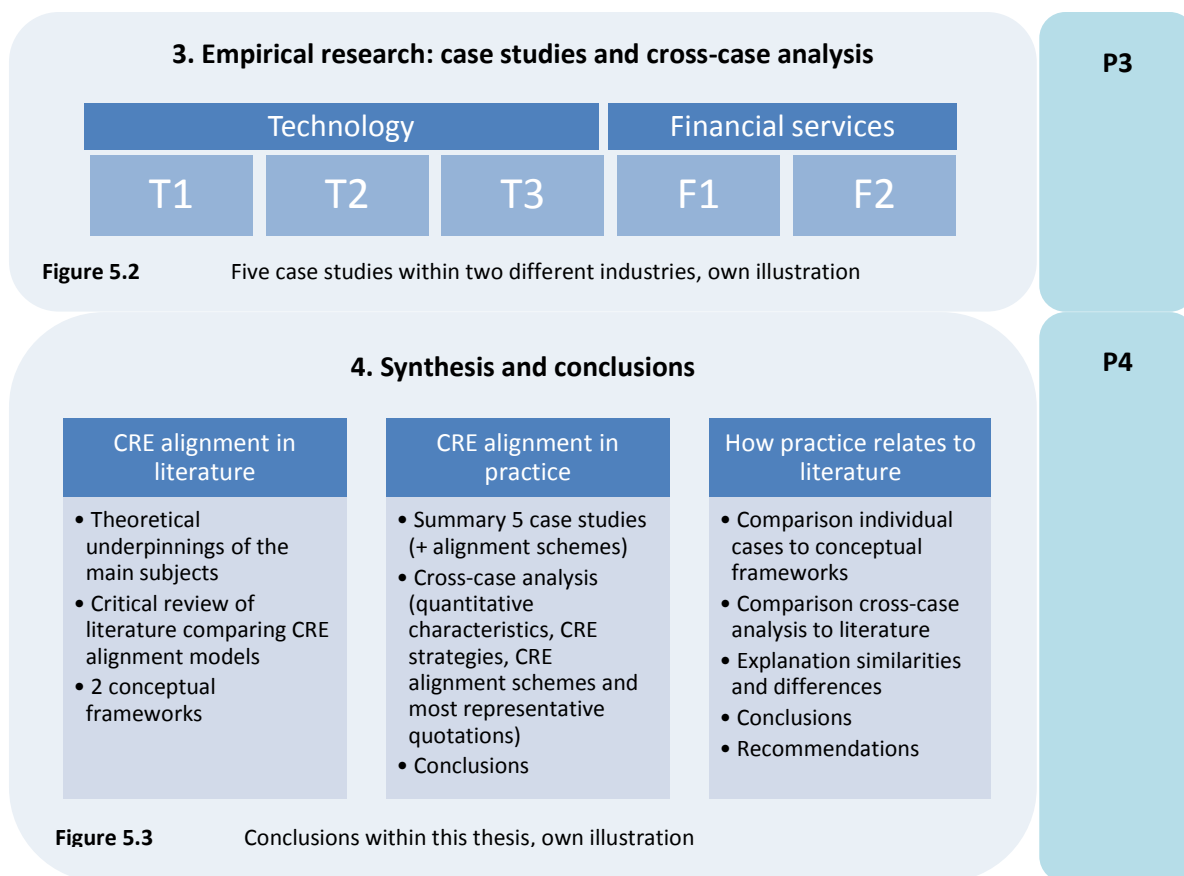 3. Empirical research: case studies and cross-case analysis
P3
Technology
Financial services
T1
T2
T3
F1
F2
Figure 5.2 Five case studies within two different industries, own illustration
4. Synthesis and conclusions
P4
CRE alignment in
literature
• Theoretical
underpinnings of the
main subjects
• Critical review of
literature comparing CRE
alignment models
• 2 conceptual
frameworks
CRE alignment in
practice
• Summary 5 case studies
(+ alignment schemes)
• Cross-case analysis
(quantitative
characteristics, CRE
strategies, CRE
alignment schemes and
most representative
quotations)
• Conclusions
How practice relates to
literature
• Comparison individual
cases to conceptual
frameworks
• Comparison cross-case
analysis to literature
• Explanation similarities
and differences
• Conclusions
• Recommendations
Figure 5.3 Conclusions within this thesis, own illustration